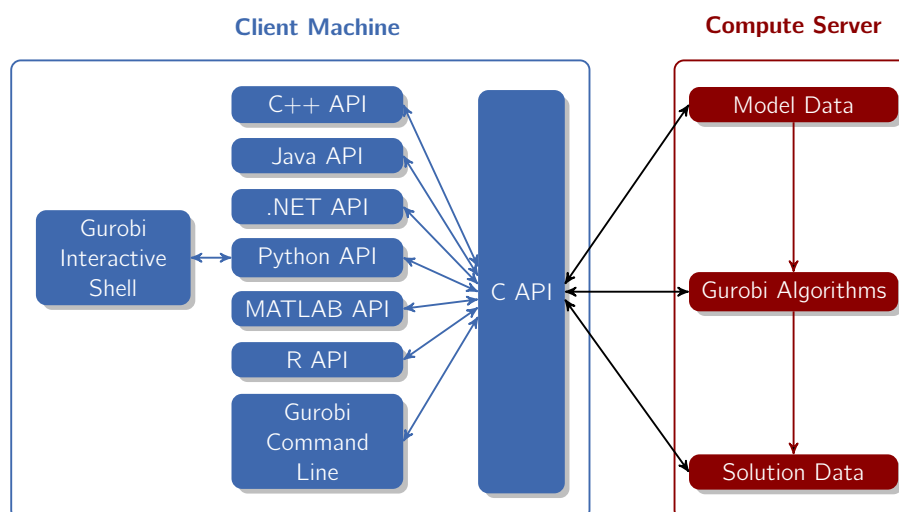 Client Machine
Compute Server
C++ API
Java API
.NET API
Python API
MATLAB API
R API
Gurobi
Command
Line
Gurobi
Interactive
Shell
C API
Model Data
Gurobi Algorithms
Solution Data